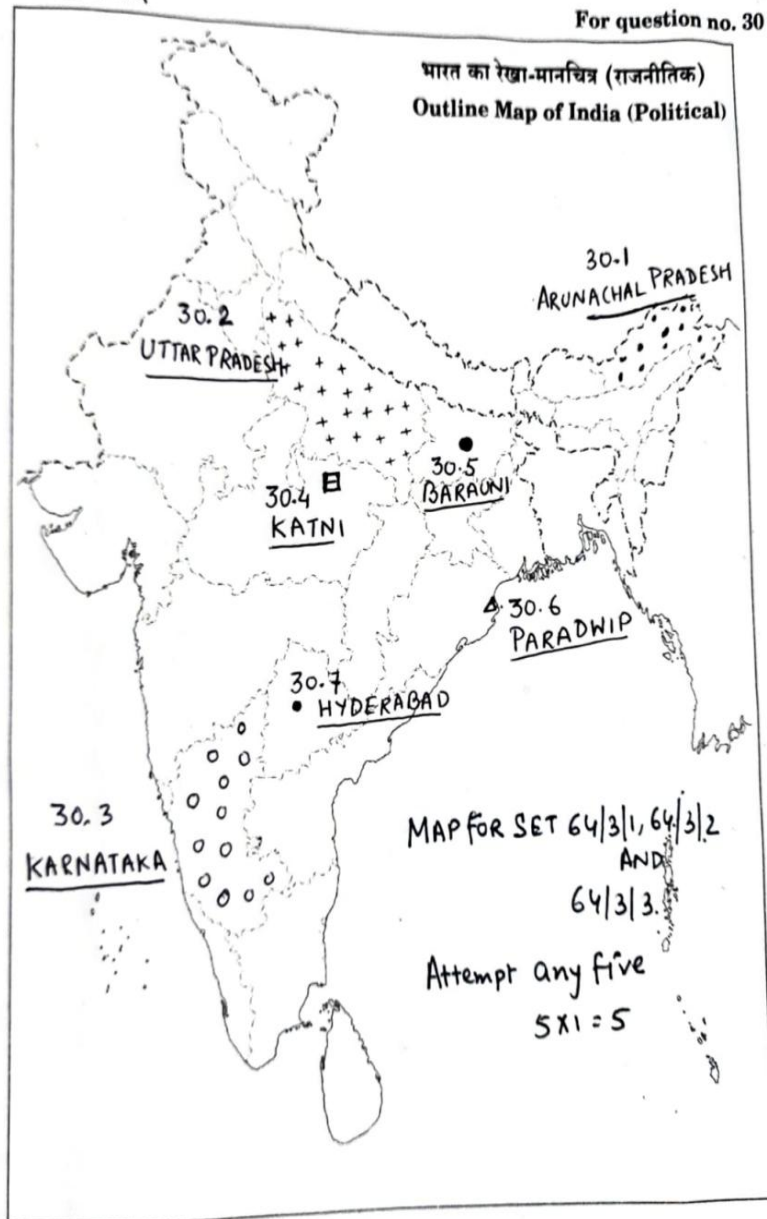 For question no. 30
भारत का रेखा-मानचित्र (राजनीतिक)
Outline Map of India (Political)
30.1
ARUNACHAL PRADESH
30.2
UTTAR PRADESH
30.5
BARAUNI
30.4
KATNI
30.6
PARADWIP
30.7
HYDERABAD
30.3
KARNATAKA
MAP FOR SET 64/3/1, 64/3/2
AND
64/3/3.
Attempt any five
5X1=5